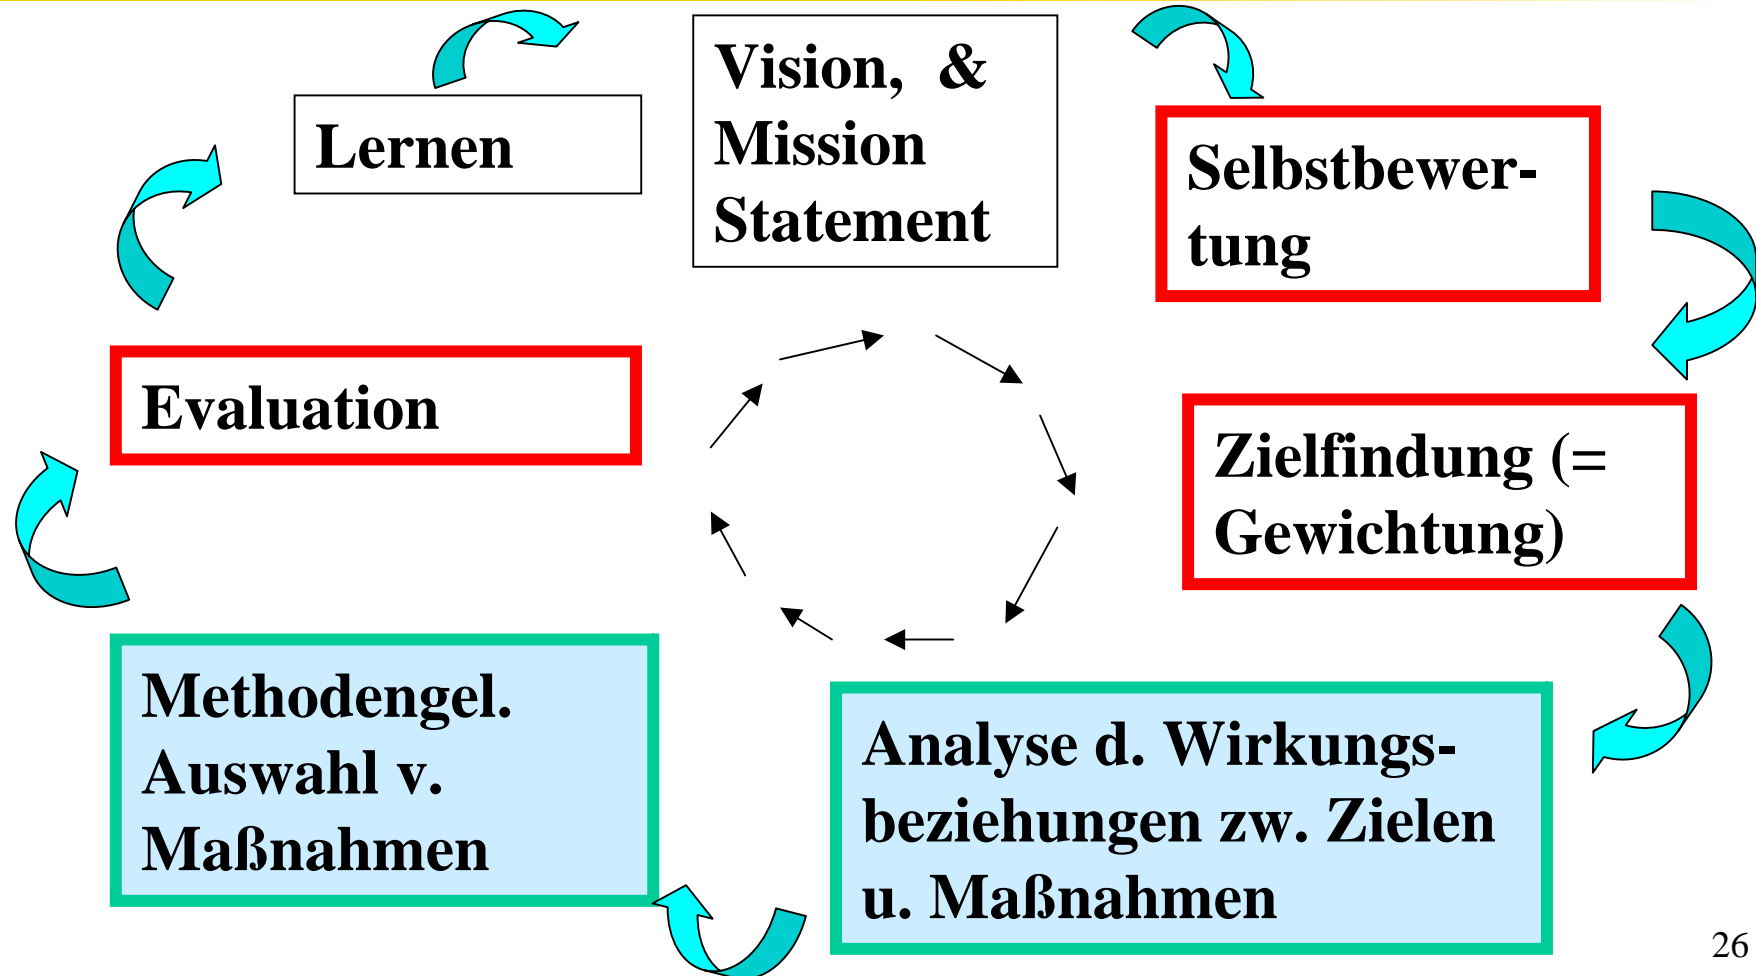 Vision, &
Mission
Statement
Selbstbewer-
tung
Zielfindung (=
Gewichtung)
Analyse d. Wirkungs-
beziehungen zw. Zielen
u. Maßnahmen
Methodengel.
Auswahl v.
Maßnahmen
Evaluation
Lernen
26